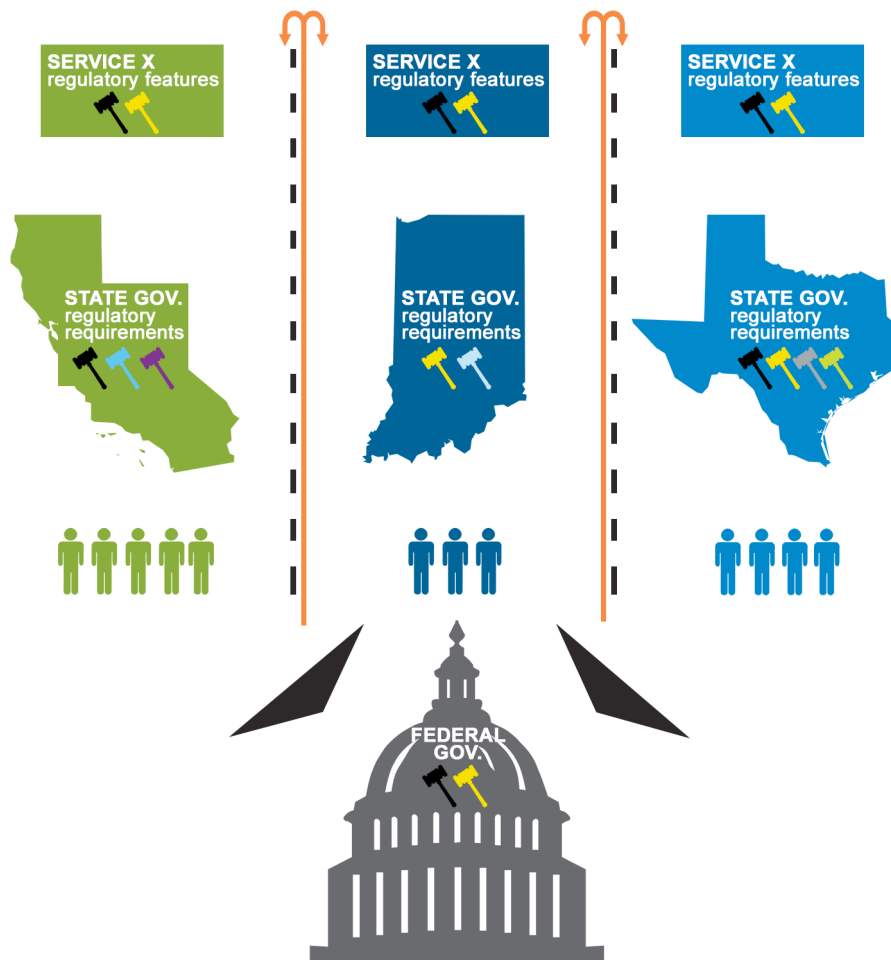 SERVICE X
regulatory features
SERVICE X
regulatory features
SERVICE X
regulatory features
STATE GOV.
regulatory
requirements
STATE GOV.
regulatory
requirements
STATE GOV.
regulatory
requirements
FEDERAL
GOV.